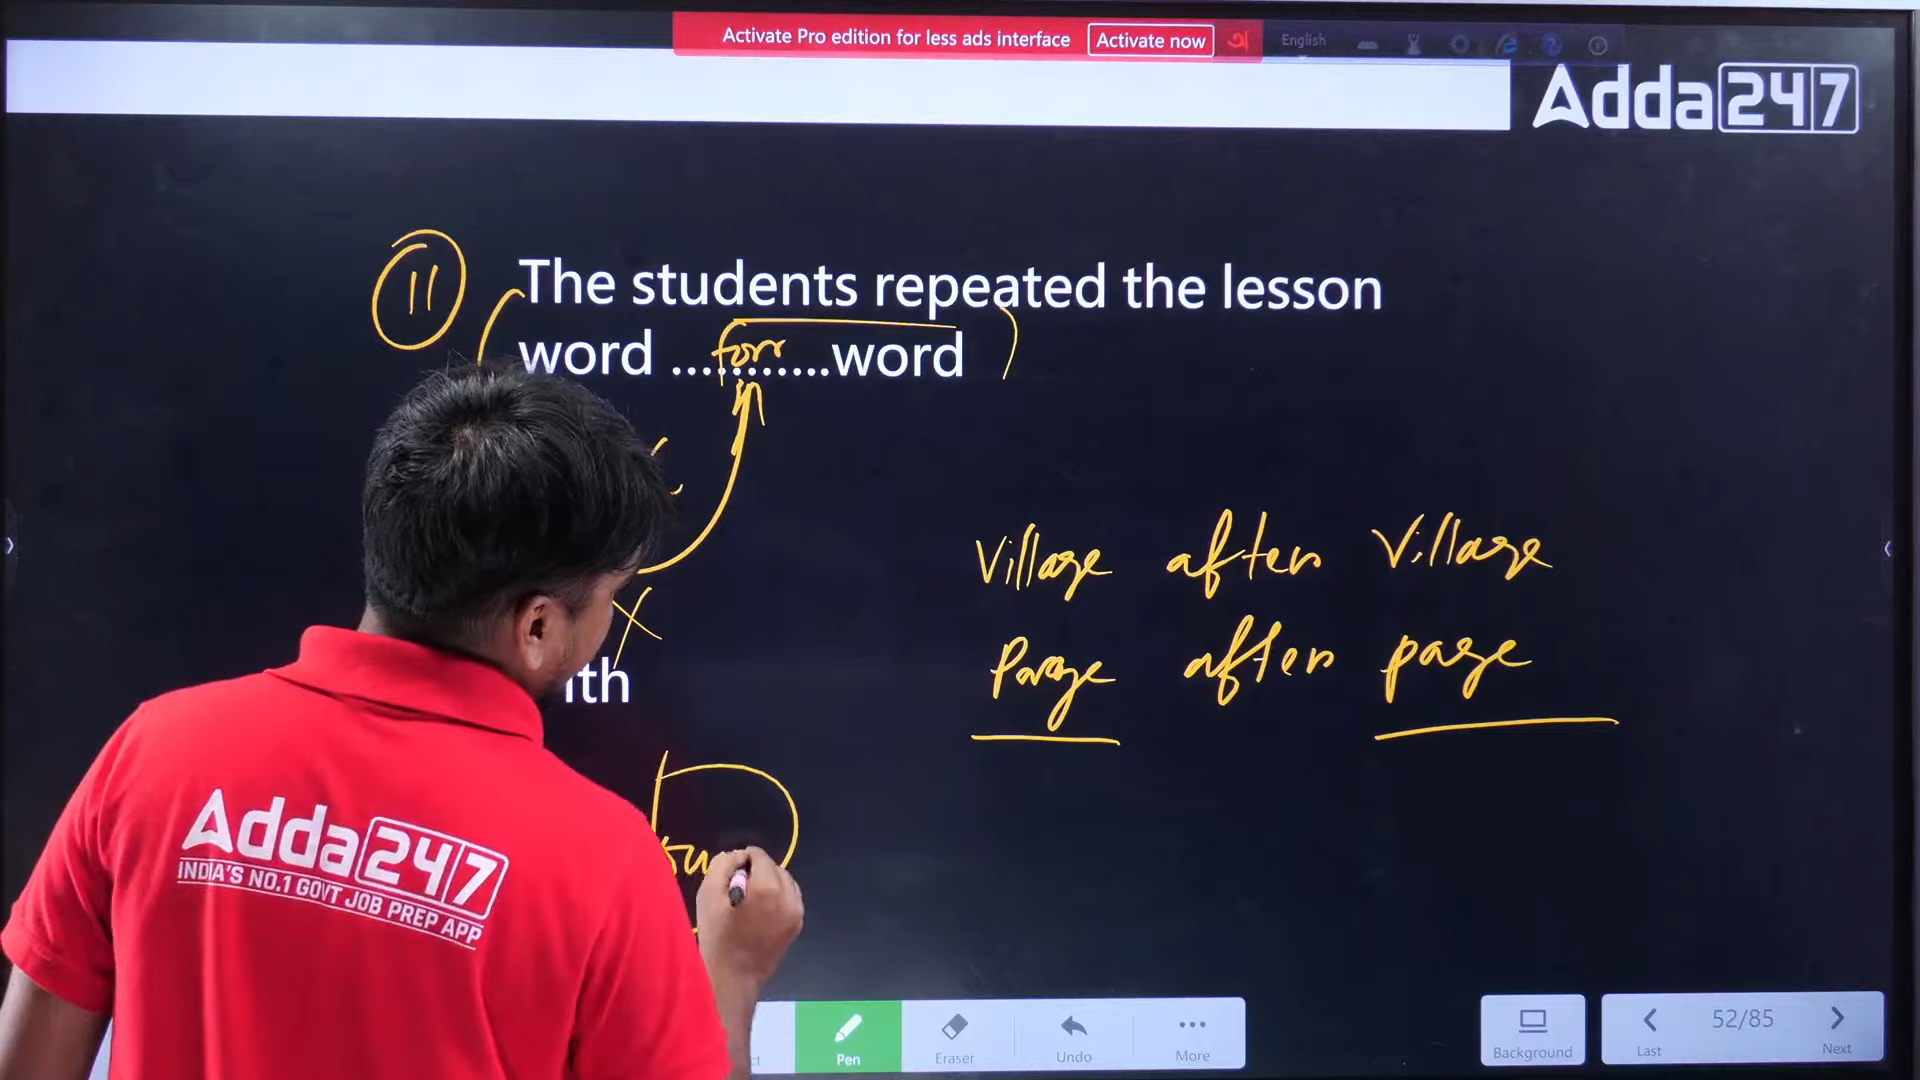 Activate Pro edition for less ads interface Activate now English
Adda247
11 The students repeated the lesson
for
word ............word
ith
Village after Village
Page after page
Adda247
INDIA'S NO.1 GOVT JOB PREP APP
Pen Eraser Undo More Background Last 52/85 Next